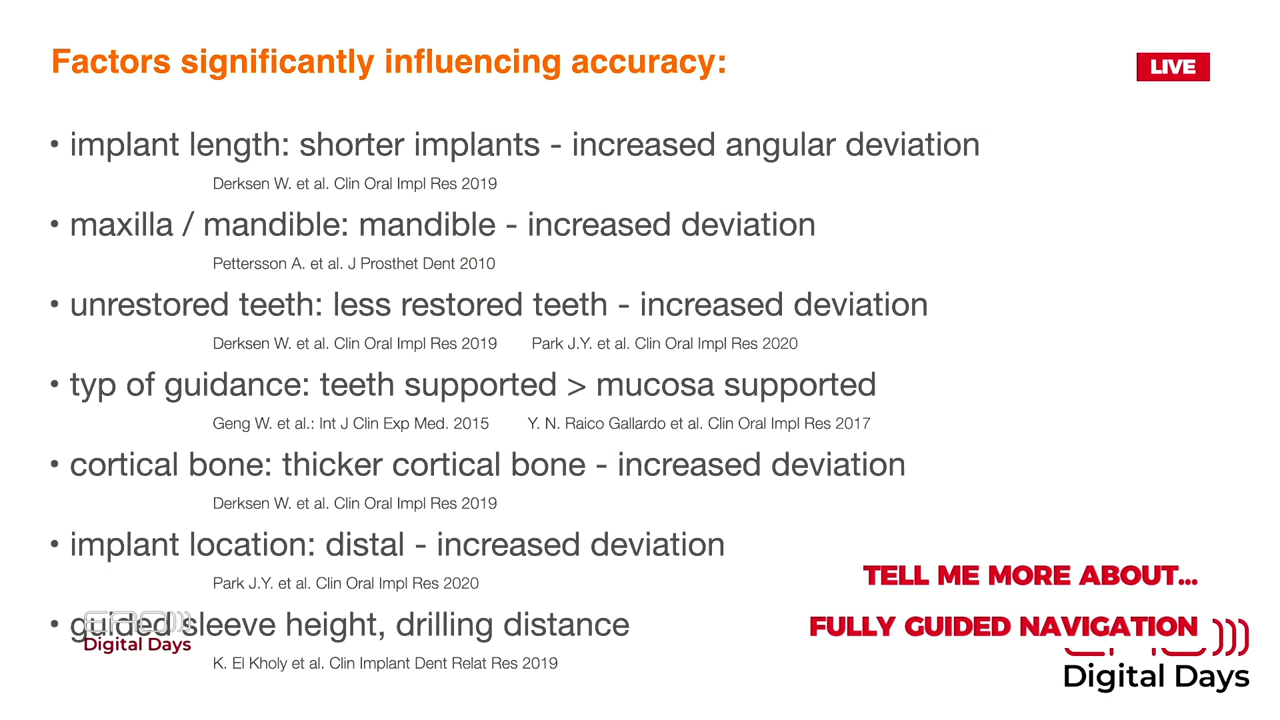 Factors significantly influencing accuracy:
LIVE
• implant length: shorter implants - increased angular deviation
Derksen W. et al. Clin Oral Impl Res 2019
• maxilla / mandible: mandible - increased deviation
Pettersson A. et al. J Prosthet Dent 2010
• unrestored teeth: less restored teeth - increased deviation
Derksen W. et al. Clin Oral Impl Res 2019 Park J.Y. et al. Clin Oral Impl Res 2020
• typ of guidance: teeth supported > mucosa supported
Geng W. et al.: Int J Clin Exp Med. 2015 Y. N. Raico Gallardo et al. Clin Oral Impl Res 2017
• cortical bone: thicker cortical bone - increased deviation
Derksen W. et al. Clin Oral Impl Res 2019
• implant location: distal - increased deviation
Park J.Y. et al. Clin Oral Impl Res 2020
TELL ME MORE ABOUT...
• guided sleeve height, drilling distance
FULLY GUIDED NAVIGATION
EAO)))
Digital Days
K. El Kholy et al. Clin Implant Dent Relat Res 2019
Digital Days